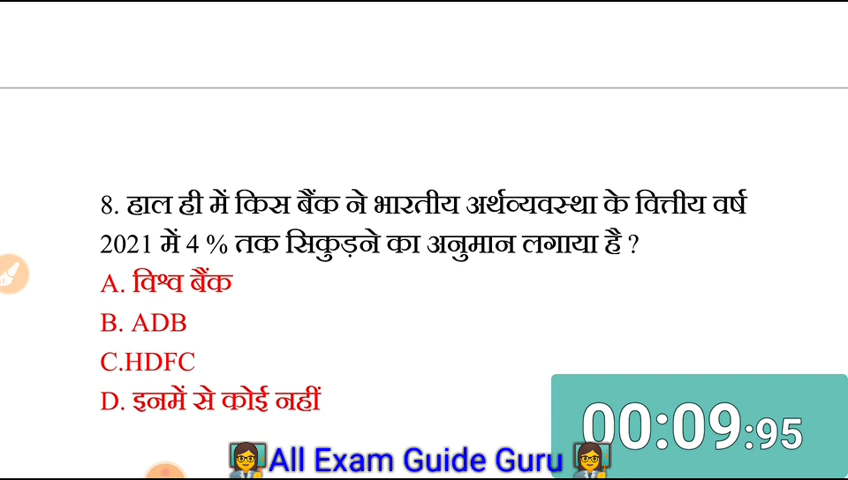 8. हाल ही में किस बैंक ने भारतीय अर्थव्यवस्था के वित्तीय वर्ष
2021 में 4 % तक सिकुड़ने का अनुमान लगाया है ?
A. विश्व बैंक
B. ADB
C.HDFC
D. इनमें से कोई नहीं
00:09:95
All Exam Guide Guru